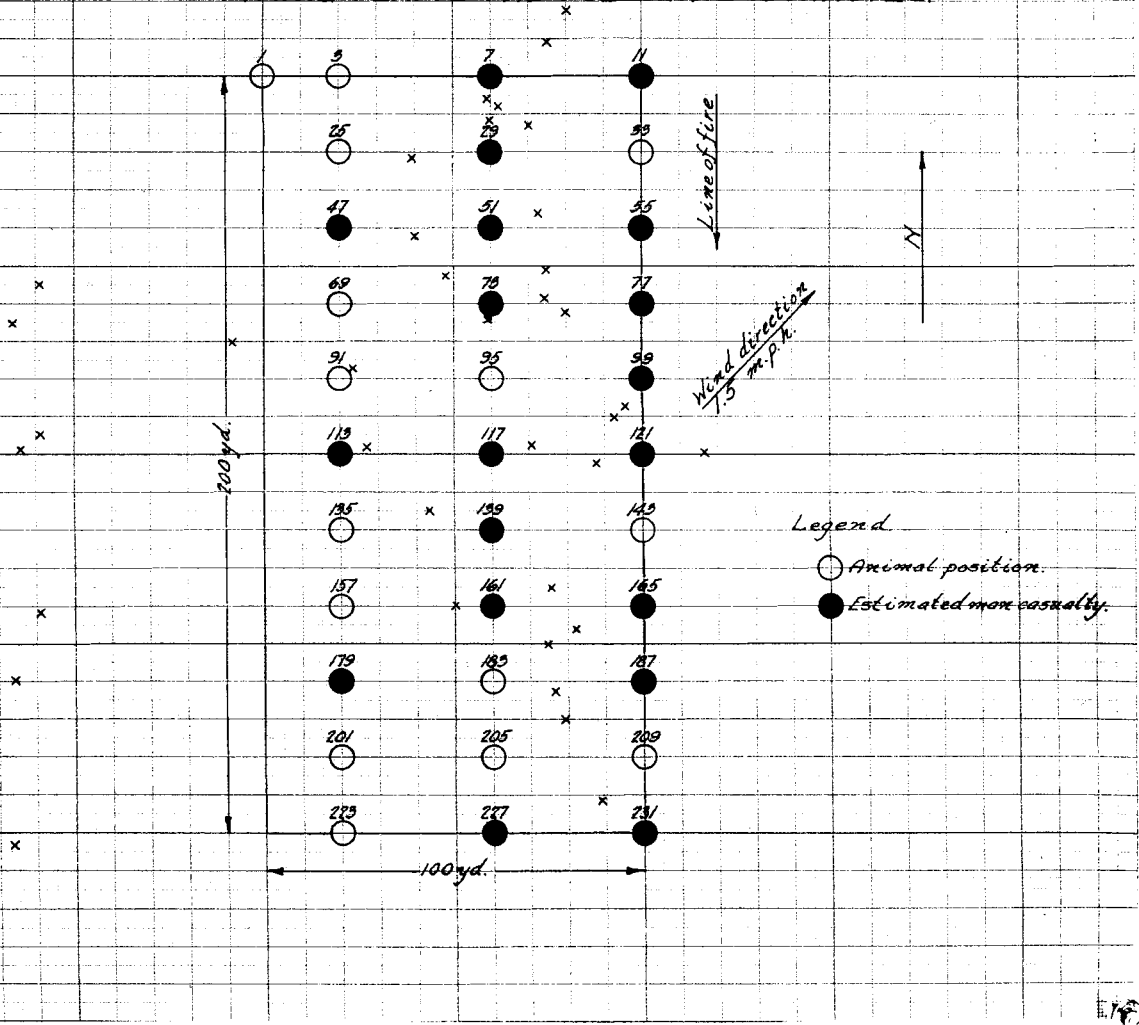 1 3 7 11
25 29 33
47 51 55
69 73 77
91 95 99
113 117 121
135 139 143
157 161 165
179 183 187
201 205 209
223 227 231
200 yd.
100 yd.
Line of fire
N
Wind direction
1.5 m.p.h.
Legend
Animal position.
Estimated man casualty.